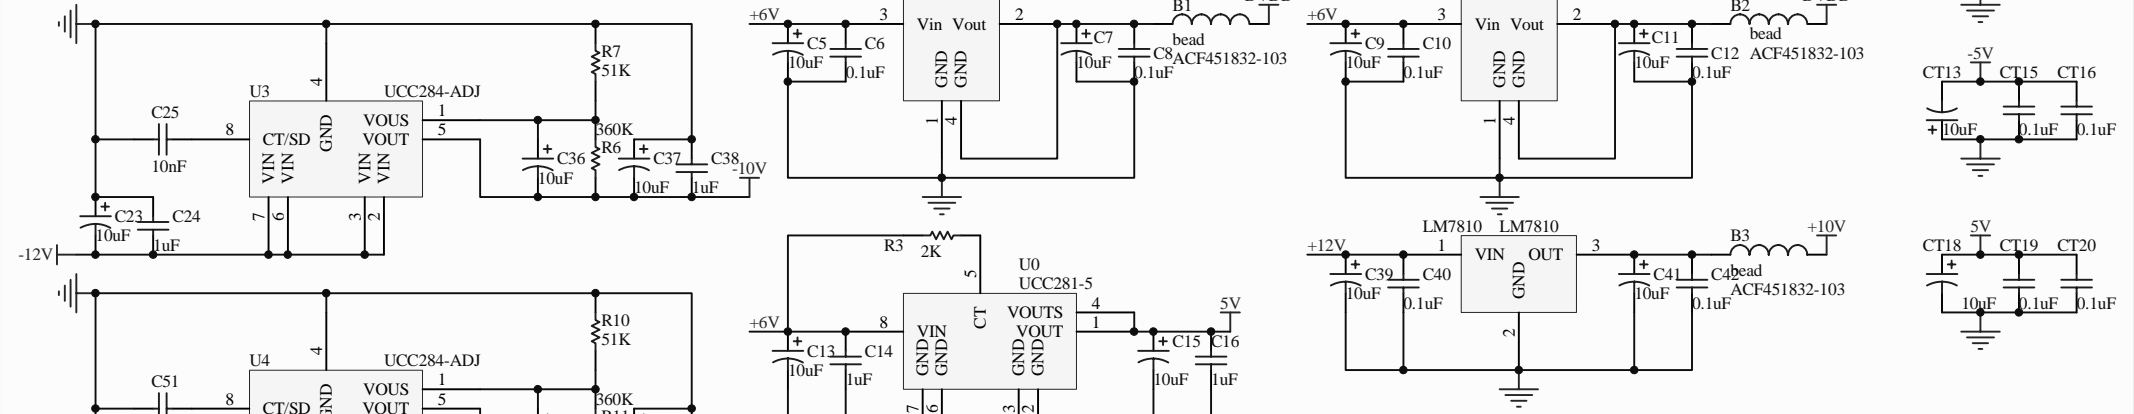 R7
51K
U3
UCC284-ADJ
4
C25
10nF
8
CT/SD
GND
VOUS
VOUT
1
5
VIN
VIN
VIN
VIN
7
6
3
2
360K
R6
C36
10uF
C37
10uF
C38
1uF
-10V
C23
10uF
C24
1uF
-12V
R10
51K
U4
UCC284-ADJ
4
C51
8
CT/SD
VOUS
VOUT
1
5
360K
+6V
3
Vin
Vout
2
C5
10uF
C6
0.1uF
GND
GND
1
4
C7
10uF
C8
0.1uF
B1
bead
ACF451832-103
R3
2K
5
U0
UCC281-5
CT
+6V
8
VIN
VOUTS
VOUT
4
1
5V
GND
GND
GND
GND
7
6
3
2
C13
10uF
C14
1uF
C15
10uF
C16
1uF
+6V
3
Vin
Vout
2
C9
10uF
C10
0.1uF
GND
GND
1
4
C11
10uF
C12
0.1uF
B2
bead
ACF451832-103
LM7810
LM7810
+12V
1
VIN
OUT
GND
3
2
C39
10uF
C40
0.1uF
C41
10uF
C42
0.1uF
B3
bead
ACF451832-103
+10V
-5V
CT13
CT15
CT16
10uF
0.1uF
0.1uF
5V
CT18
CT19
CT20
10uF
0.1uF
0.1uF